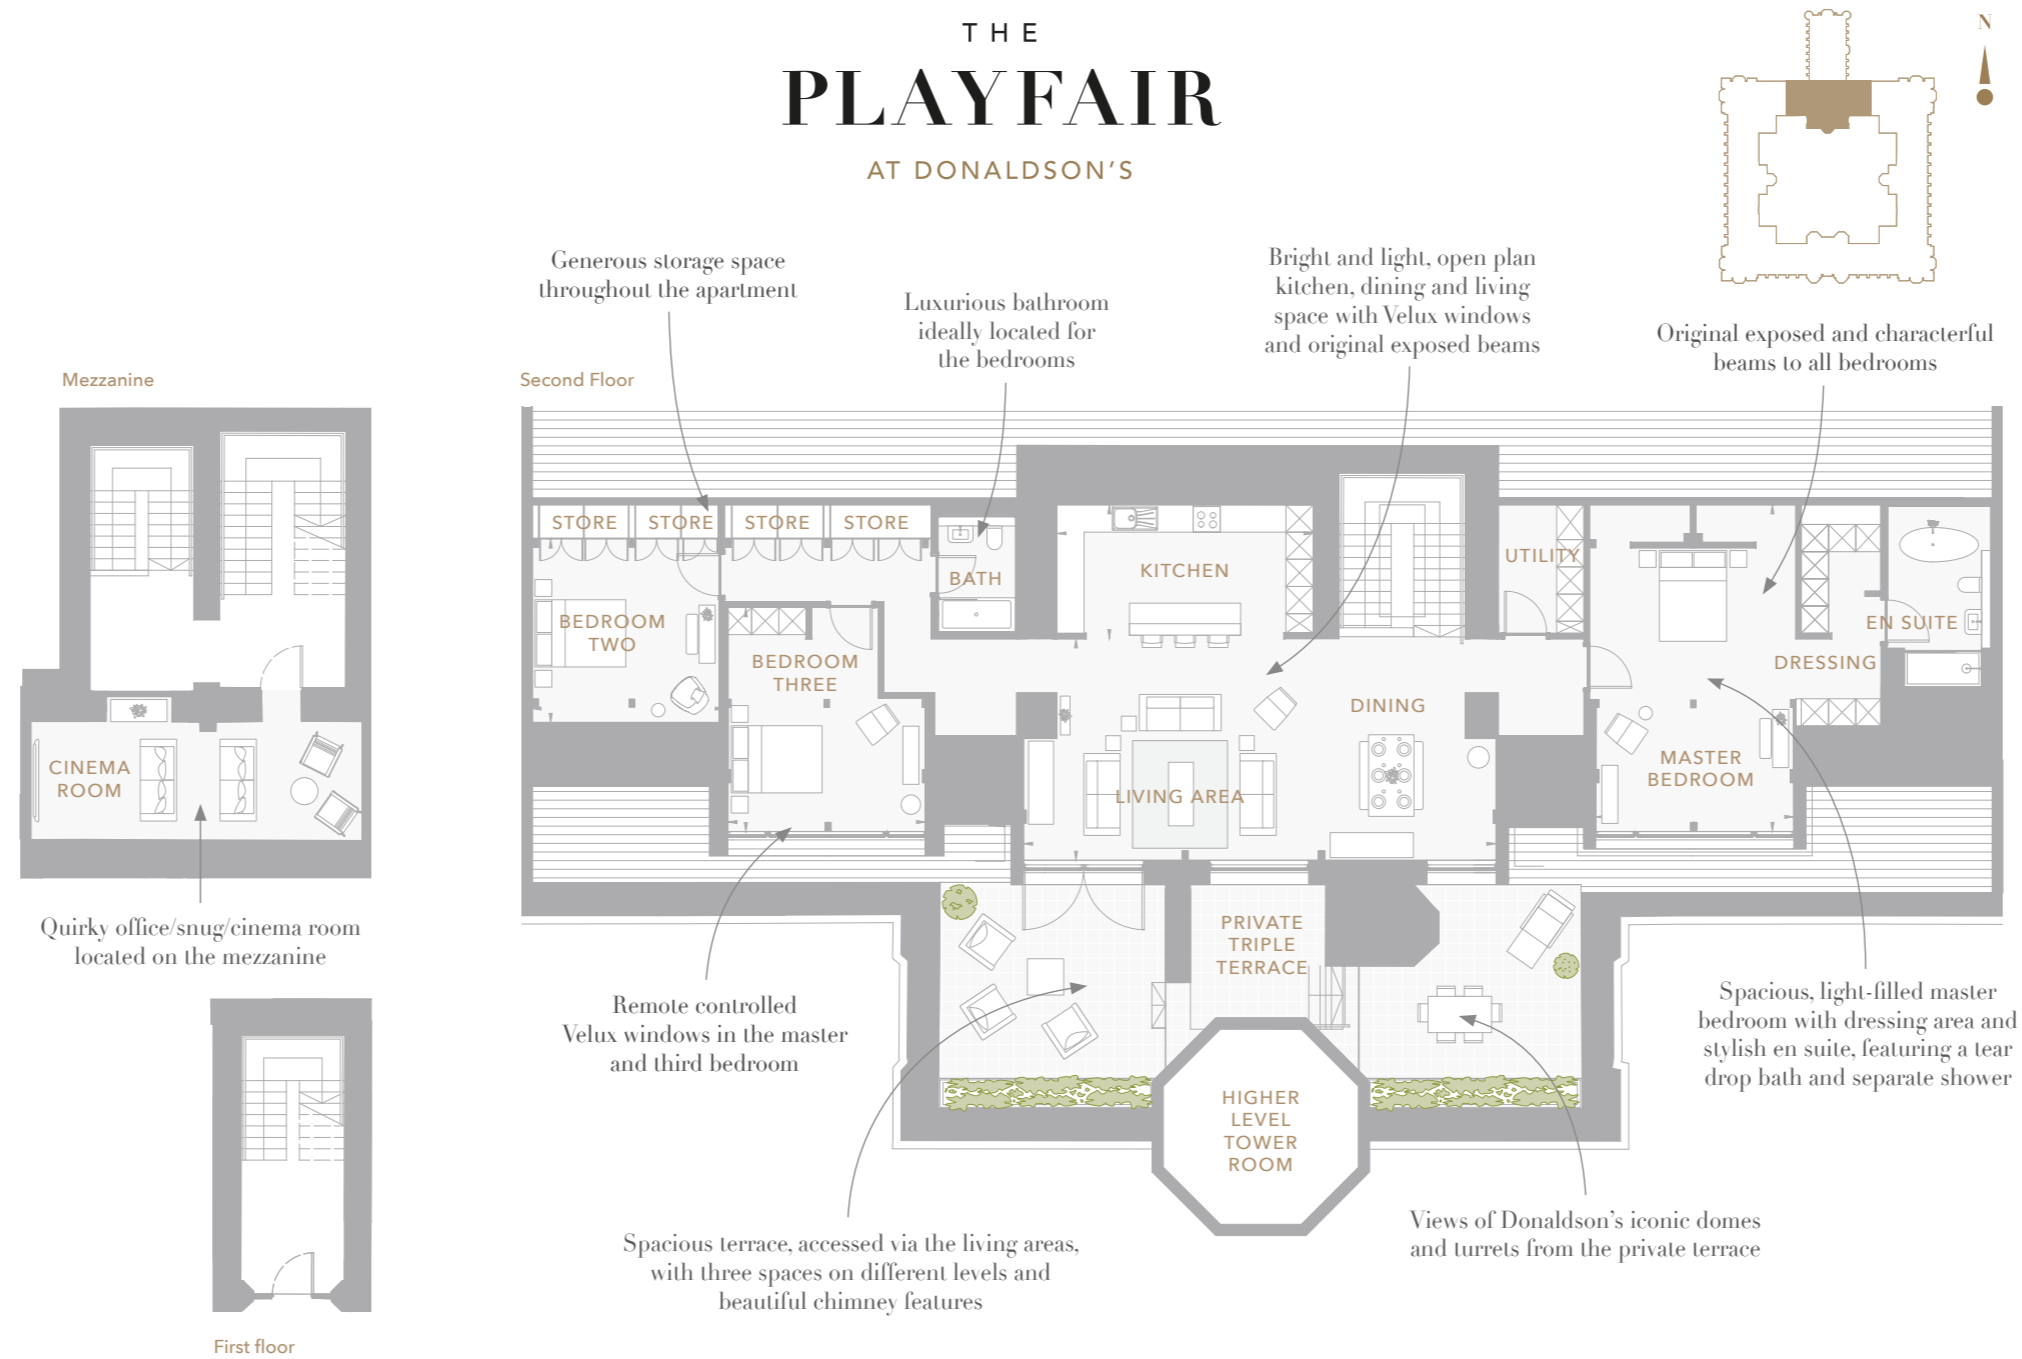 THE
PLAYFAIR
AT DONALDSON'S
N
Generous storage space
throughout the apartment
Luxurious bathroom
ideally located for
the bedrooms
Bright and light, open plan
kitchen, dining and living
space with Velux windows
and original exposed beams
Original exposed and characterful
beams to all bedrooms
Mezzanine
CINEMA
ROOM
Quirky office/snug/cinema room
located on the mezzanine
First floor
Second Floor
STORE
STORE
STORE
STORE
BATH
KITCHEN
UTILITY
BEDROOM
TWO
BEDROOM
THREE
EN SUITE
DRESSING
DINING
LIVING AREA
MASTER
BEDROOM
PRIVATE
TRIPLE
TERRACE
HIGHER
LEVEL
TOWER
ROOM
Remote controlled
Velux windows in the master
and third bedroom
Spacious, light-filled master
bedroom with dressing area and
stylish en suite, featuring a tear
drop bath and separate shower
Spacious terrace, accessed via the living areas,
with three spaces on different levels and
beautiful chimney features
Views of Donaldson's iconic domes
and turrets from the private terrace